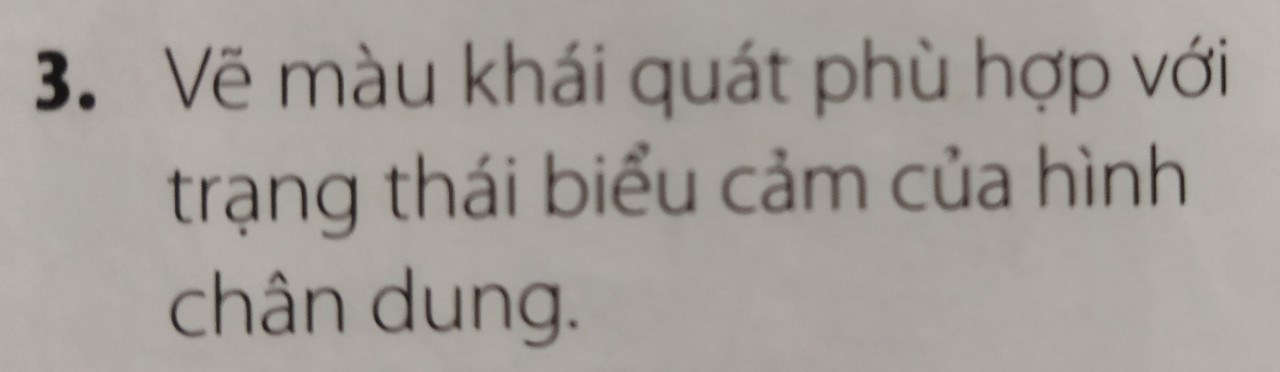 3. Vẽ màu khái quát phù hợp với
trạng thái biểu cảm của hình
chân dung.